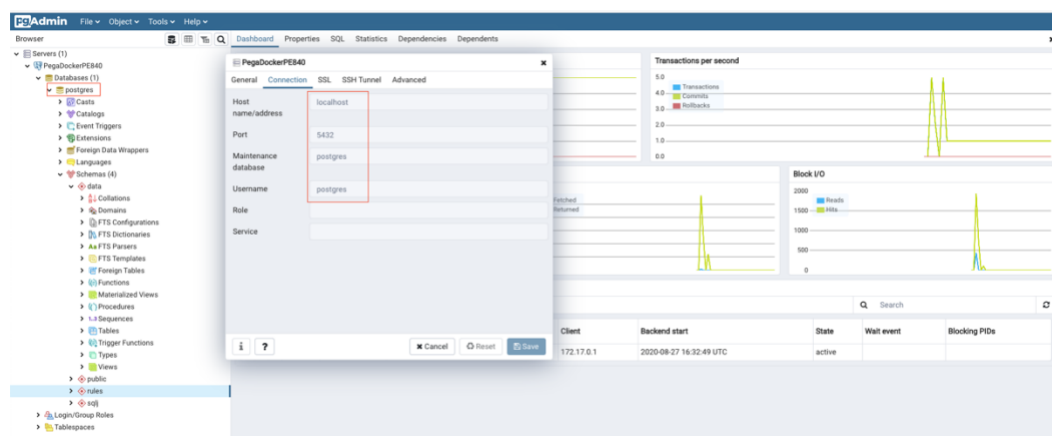 pgAdmin File Object Tools Help
Browser
Dashboard Properties SQL Statistics Dependencies Dependents
Servers (1)
PegaDockerPE840
Databases (1)
postgres
Casts
Catalogs
Event Triggers
Extensions
Foreign Data Wrappers
Languages
Schemas (4)
data
Collations
Domains
FTS Configurations
FTS Dictionaries
FTS Parsers
FTS Templates
Foreign Tables
Functions
Materialized Views
Procedures
Sequences
Tables
Trigger Functions
Types
Views
public
rules
sqlj
Login/Group Roles
Tablespaces
PegaDockerPE840
General Connection SSL SSH Tunnel Advanced
Host name/address
localhost
Port
5432
Maintenance database
postgres
Username
postgres
Role
Service
i ? Cancel Reset Save
Transactions per second
5.0
4.0
3.0
2.0
1.0
0.0
Transactions
Commits
Rollbacks
Fetched
Returned
Block I/O
2000
1500
1000
500
0
Reads
Hits
Search
Client Backend start State Wait event Blocking PIDs
172.17.0.1 2020-08-27 16:32:49 UTC active